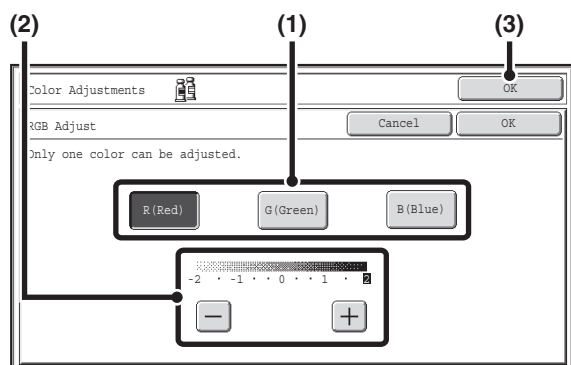 (2) (1) (3)
Color Adjustments OK
RGB Adjust Cancel OK
Only one color can be adjusted.
R(Red) G(Green) B(Blue)
-2 · -1 · · 0 · · 1 · 2
− +